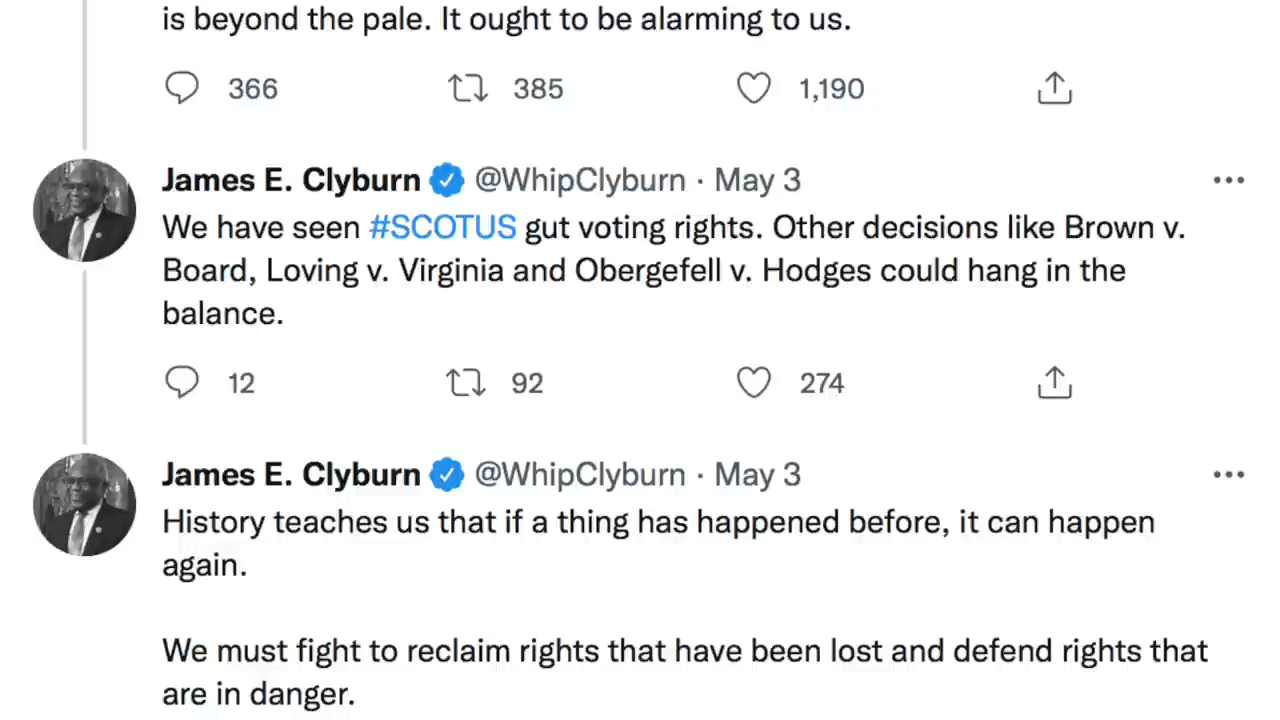 is beyond the pale. It ought to be alarming to us.
366 385 1,190
James E. Clyburn @WhipClyburn · May 3
We have seen #SCOTUS gut voting rights. Other decisions like Brown v.
Board, Loving v. Virginia and Obergefell v. Hodges could hang in the
balance.
12 92 274
James E. Clyburn @WhipClyburn · May 3
History teaches us that if a thing has happened before, it can happen
again.
We must fight to reclaim rights that have been lost and defend rights that
are in danger.